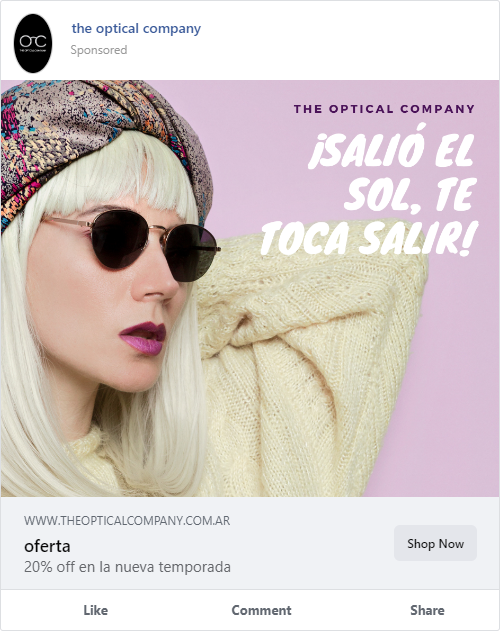 the optical company
Sponsored
THE OPTICAL COMPANY
¡SALIÓ EL
SOL, TE
TOCA SALIR!
WWW.THEOPTICALCOMPANY.COM.AR
oferta
20% off en la nueva temporada
Shop Now
Like
Comment
Share